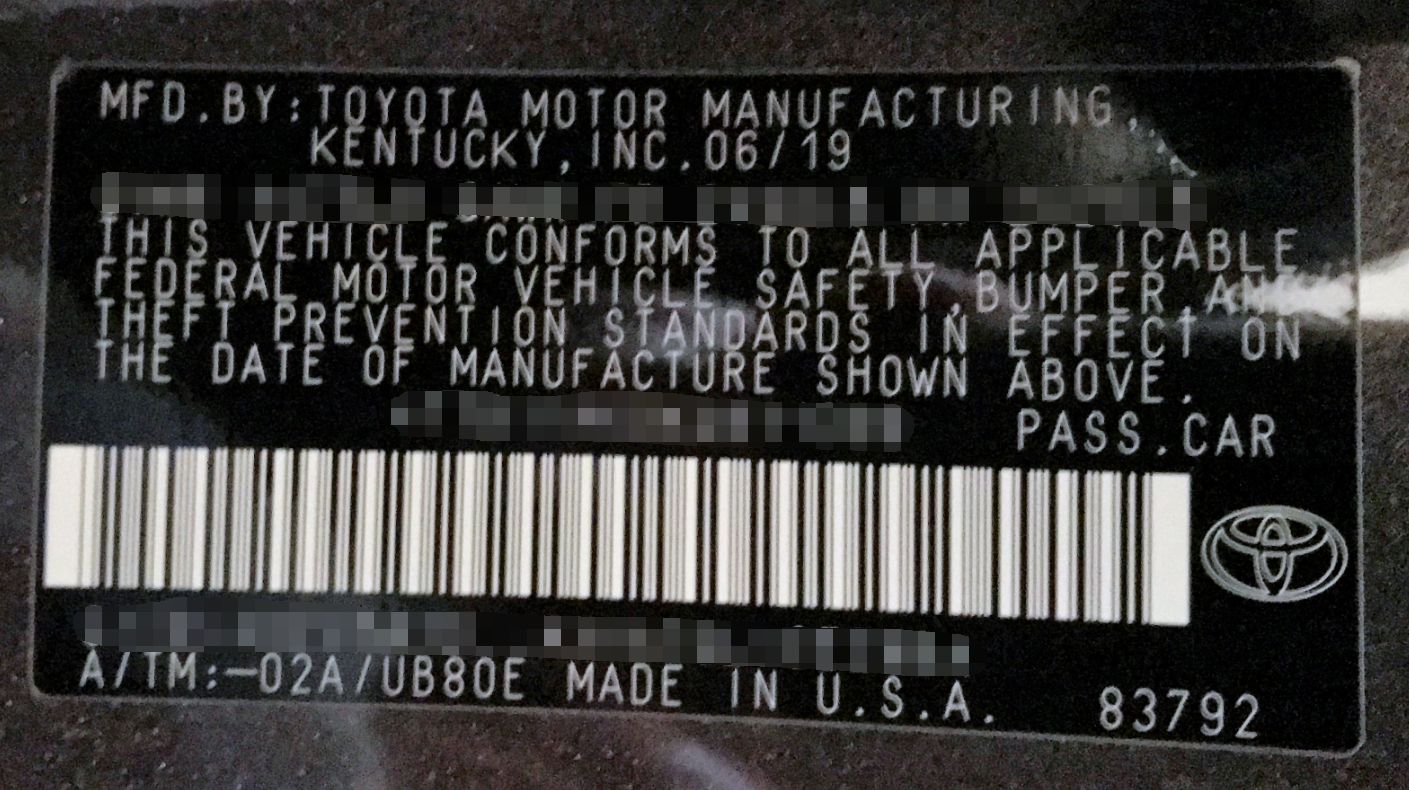 MFD.BY:TOYOTA MOTOR MANUFACTURING,
KENTUCKY,INC.06/19
THIS VEHICLE CONFORMS TO ALL APPLICABLE
FEDERAL MOTOR VEHICLE SAFETY,BUMPER,AND
THEFT PREVENTION STANDARDS IN EFFECT ON
THE DATE OF MANUFACTURE SHOWN ABOVE.
PASS.CAR
A/TM:-02A/UB80E MADE IN U.S.A. 83792